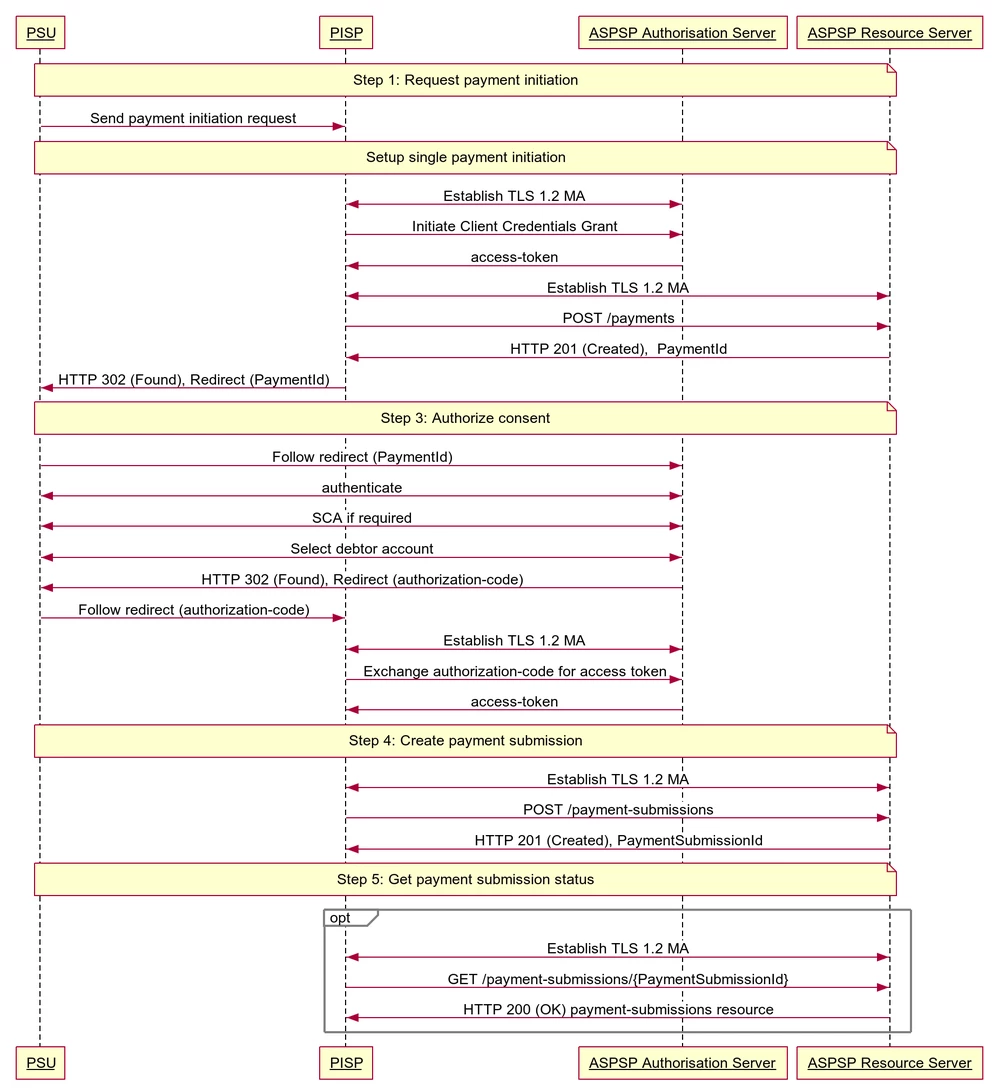 PSU PISP ASPSP Authorisation Server ASPSP Resource Server
Step 1: Request payment initiation
Send payment initiation request
Setup single payment initiation
Establish TLS 1.2 MA
Initiate Client Credentials Grant
access-token
Establish TLS 1.2 MA
POST /payments
HTTP 201 (Created),  PaymentId
HTTP 302 (Found), Redirect (PaymentId)
Step 3: Authorize consent
Follow redirect (PaymentId)
authenticate
SCA if required
Select debtor account
HTTP 302 (Found), Redirect (authorization-code)
Follow redirect (authorization-code)
Establish TLS 1.2 MA
Exchange authorization-code for access token
access-token
Step 4: Create payment submission
Establish TLS 1.2 MA
POST /payment-submissions
HTTP 201 (Created), PaymentSubmissionId
Step 5: Get payment submission status
opt
Establish TLS 1.2 MA
GET /payment-submissions/{PaymentSubmissionId}
HTTP 200 (OK) payment-submissions resource
PSU PISP ASPSP Authorisation Server ASPSP Resource Server